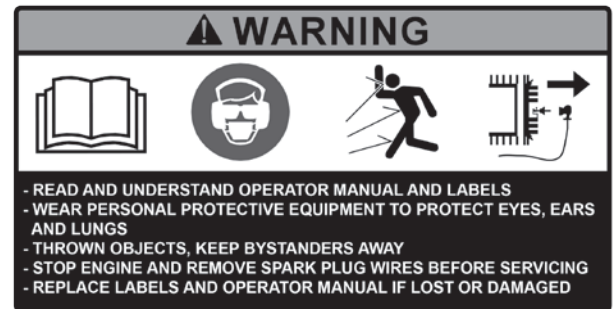 WARNING
- READ AND UNDERSTAND OPERATOR MANUAL AND LABELS
- WEAR PERSONAL PROTECTIVE EQUIPMENT TO PROTECT EYES, EARS
AND LUNGS
- THROWN OBJECTS, KEEP BYSTANDERS AWAY
- STOP ENGINE AND REMOVE SPARK PLUG WIRES BEFORE SERVICING
- REPLACE LABELS AND OPERATOR MANUAL IF LOST OR DAMAGED